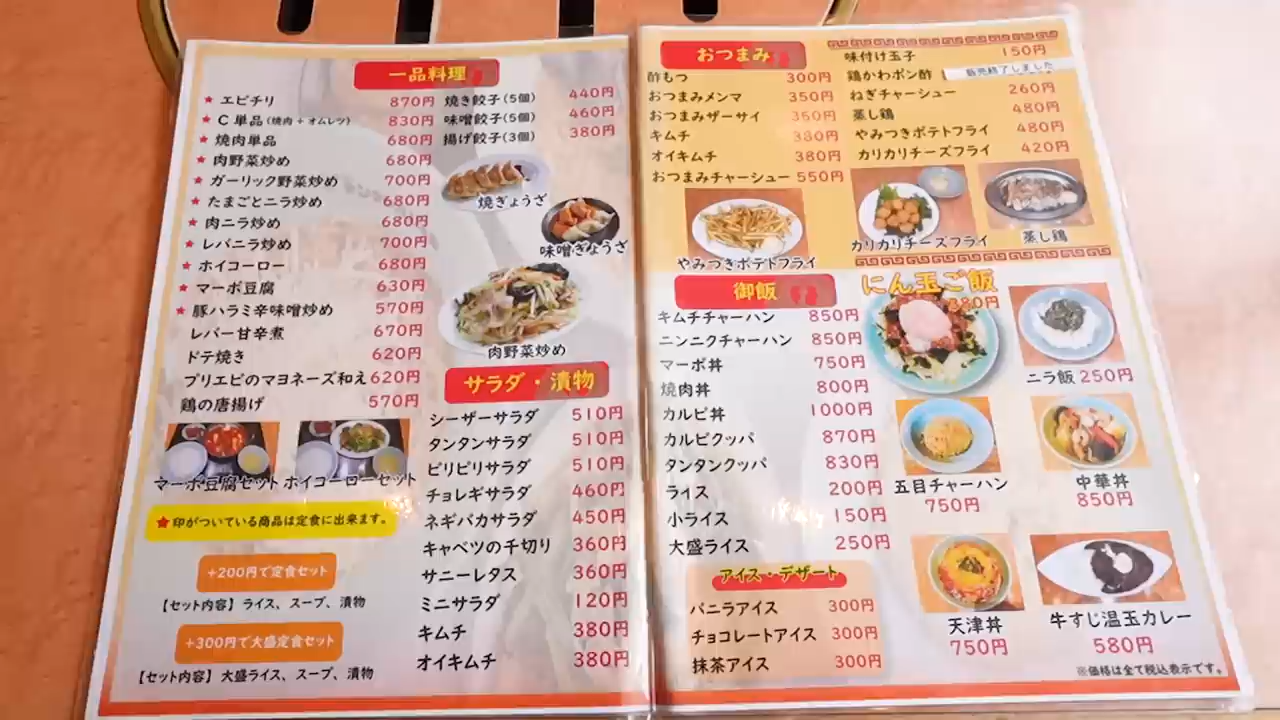 一品料理
★ エビチリ 870円
★ C 単品(焼肉 + オムレツ) 830円
★ 焼肉単品 680円
★ 肉野菜炒め 680円
★ ガーリック野菜炒め 700円
★ たまごとニラ炒め 680円
★ 肉ニラ炒め 680円
★ レバニラ炒め 700円
★ ホイコーロー 680円
★ マーボ豆腐 630円
★ 豚ハラミ辛味噌炒め 570円
レバー甘辛煮 670円
ドテ焼き 620円
プリエビのマヨネーズ和え 620円
鶏の唐揚げ 570円
マーボ豆腐セット
ホイコーローセット
★印がついている商品は定食に出来ます。
+200円で定食セット
【セット内容】ライス、スープ、漬物
+300円で大盛定食セット
【セット内容】大盛ライス、スープ、漬物
焼き餃子(5個) 440円
味噌餃子(5個) 460円
揚げ餃子(3個) 380円
焼ぎょうざ
味噌ぎょうざ
肉野菜炒め
サラダ・漬物
シーザーサラダ 510円
タンタンサラダ 510円
ピリピリサラダ 510円
チョレギサラダ 460円
ネギバカサラダ 450円
キャベツの千切り 360円
サニーレタス 360円
ミニサラダ 120円
キムチ 380円
オイキムチ 380円
おつまみ
酢もつ 300円
おつまみメンマ 350円
おつまみザーサイ 350円
キムチ 380円
オイキムチ 380円
おつまみチャーシュー 550円
味付け玉子 150円
鶏かわポン酢 販売終了しました
ねぎチャーシュー 260円
蒸し鶏 480円
やみつきポテトフライ 480円
カリカリチーズフライ 420円
やみつきポテトフライ
カリカリチーズフライ
蒸し鶏
御飯
キムチチャーハン 850円
ニンニクチャーハン 850円
マーボ丼 750円
焼肉丼 800円
カルビ丼 1000円
カルビクッパ 870円
タンタンクッパ 830円
ライス 200円
小ライス 150円
大盛ライス 250円
にん玉ご飯
ニラ飯 250円
五目チャーハン
750円
中華丼
850円
天津丼
750円
牛すじ温玉カレー
580円
アイス・デザート
バニラアイス 300円
チョコレートアイス 300円
抹茶アイス 300円
※価格は全て税込表示です。